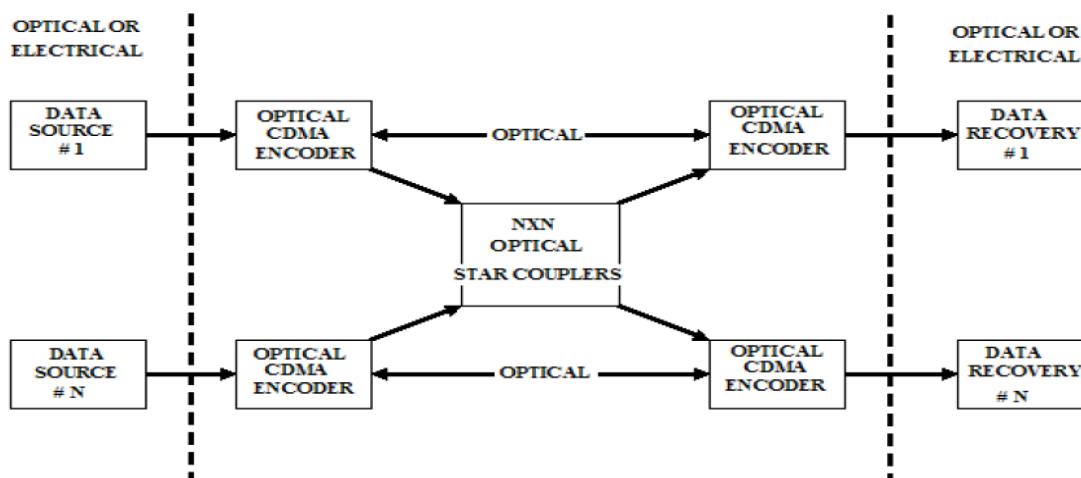 OPTICAL OR
ELECTRICAL
OPTICAL OR
ELECTRICAL
DATA
SOURCE
# 1
OPTICAL
CDMA
ENCODER
OPTICAL
OPTICAL
CDMA
ENCODER
DATA
RECOVERY
# 1
NXN
OPTICAL
STAR COUPLERS
DATA
SOURCE
# N
OPTICAL
CDMA
ENCODER
OPTICAL
OPTICAL
CDMA
ENCODER
DATA
RECOVERY
# N